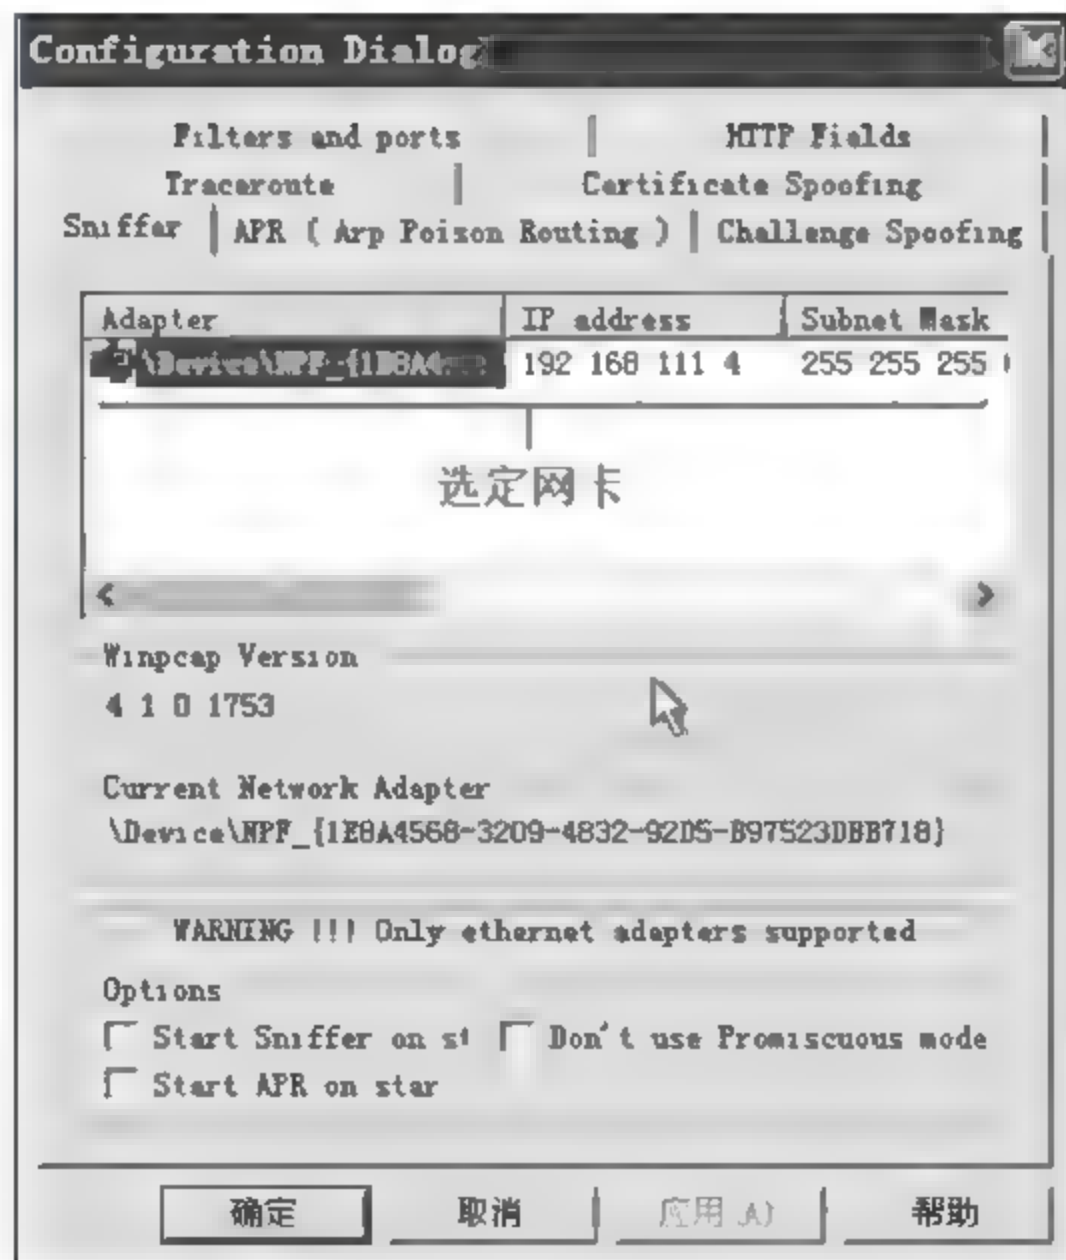 Configuration Dialog
Filters and ports HTTP Fields
Traceroute Certificate Spoofing
Sniffer APR ( Arp Poison Routing ) Challenge Spoofing
Adapter IP address Subnet Mask
\Device\NPF_{1E8A4... 192 168 111 4 255 255 255
选定网卡
Winpcap Version
4 1 0 1753
Current Network Adapter
\Device\NPF_{1E8A4568-3209-4832-92D5-B97523DBB718}
WARNING !!! Only ethernet adapters supported
Options
Start Sniffer on st Don't use Promiscuous mode
Start APR on star
确定 取消 应用 A) 帮助